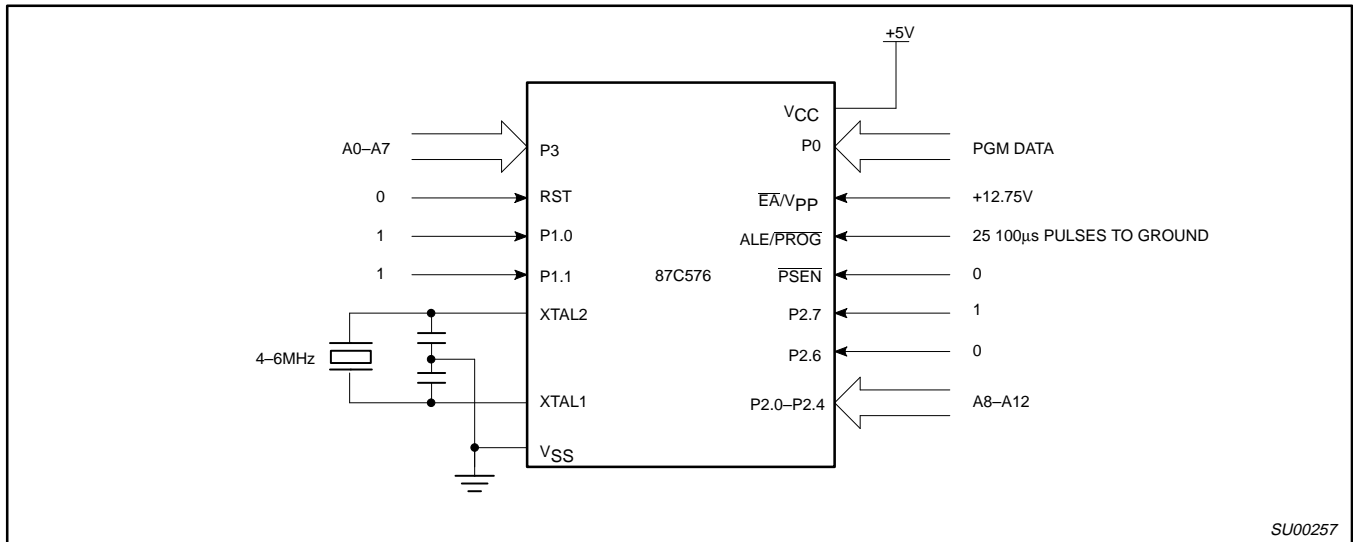 +5V
VCC
A0–A7
P3
P0
PGM DATA
0
RST
EA/VPP
+12.75V
1
P1.0
ALE/PROG
25 100µs PULSES TO GROUND
1
P1.1
87C576
PSEN
0
XTAL2
P2.7
1
4–6MHz
P2.6
0
XTAL1
P2.0–P2.4
A8–A12
VSS
SU00257